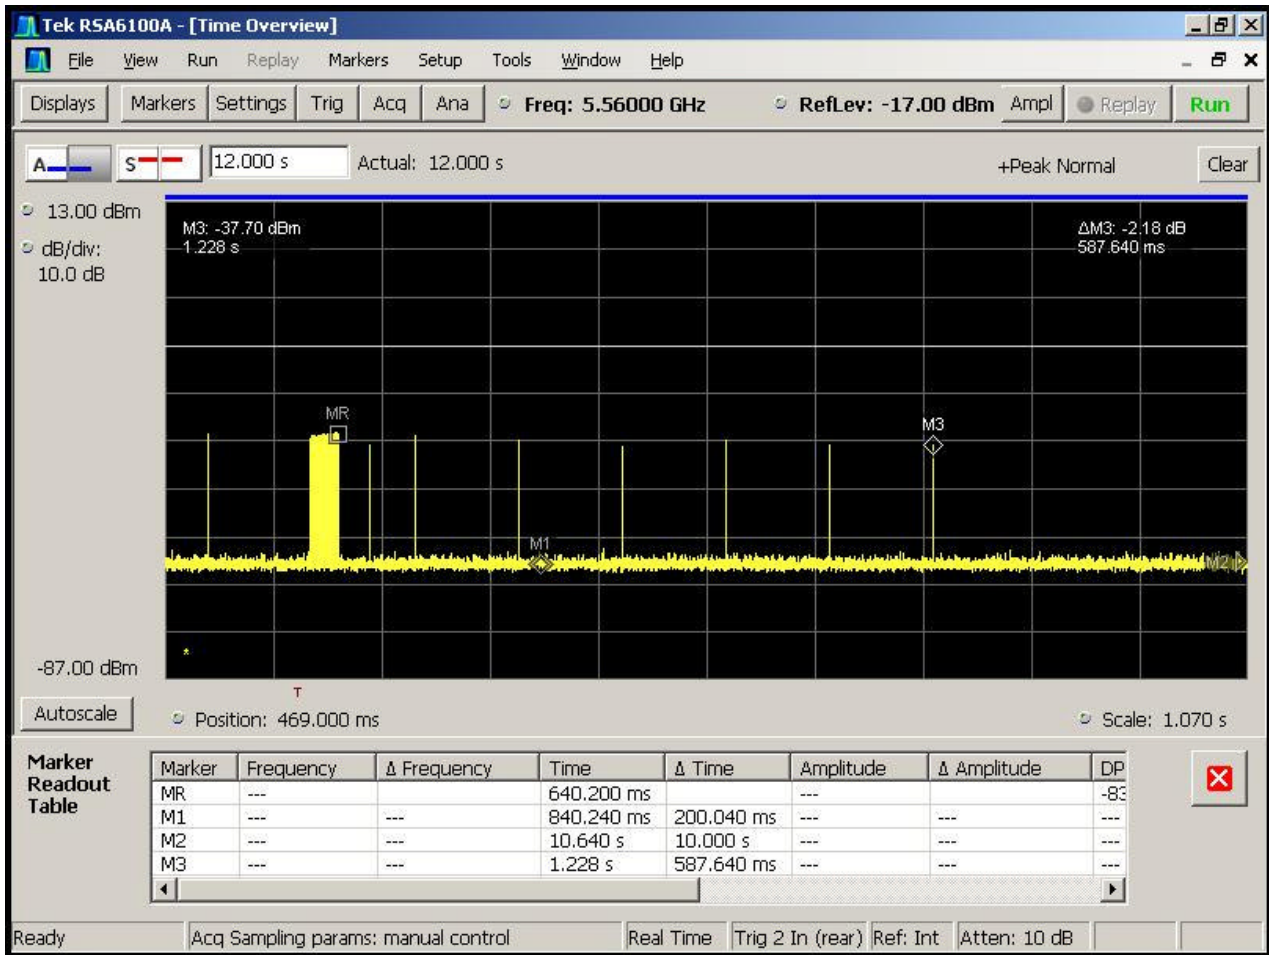 Tek RSA6100A - [Time Overview]
File View Run Replay Markers Setup Tools Window Help
Displays Markers Settings Trig Acq Ana Freq: 5.56000 GHz RefLev: -17.00 dBm Ampl Replay Run
A S 12.000 s Actual: 12.000 s +Peak Normal Clear
13.00 dBm
dB/div:
10.0 dB
M3: -37.70 dBm
1.228 s
ΔM3: -2.18 dB
587.640 ms
MR
M3
M1
M2
-87.00 dBm
*
T
Autoscale Position: 469.000 ms Scale: 1.070 s
Marker
Readout
Table
Marker Frequency Δ Frequency Time Δ Time Amplitude Δ Amplitude DP
MR --- 640.200 ms --- -83
M1 --- --- 840.240 ms 200.040 ms --- --- ---
M2 --- --- 10.640 s 10.000 s --- --- ---
M3 --- --- 1.228 s 587.640 ms --- --- ---
Ready Acq Sampling params: manual control Real Time Trig 2 In (rear) Ref: Int Atten: 10 dB